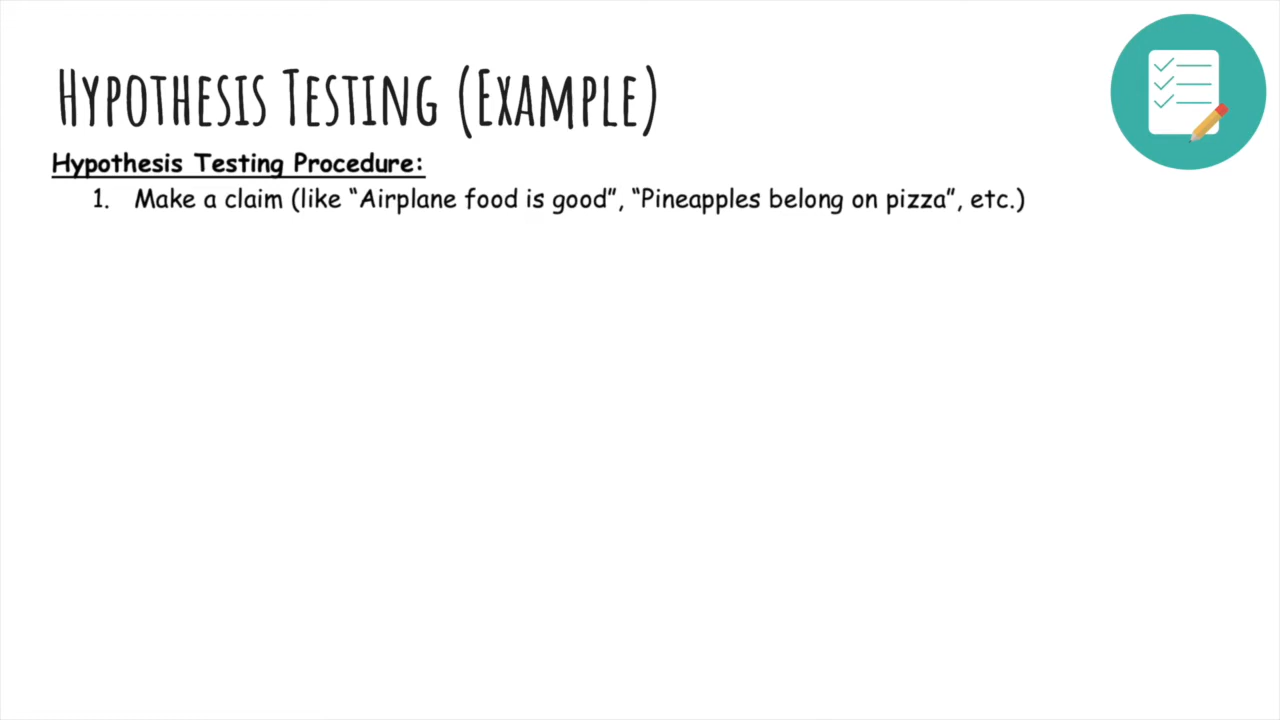 Hypothesis Testing (Example)
Hypothesis Testing Procedure:
1. Make a claim (like “Airplane food is good”, “Pineapples belong on pizza”, etc.)